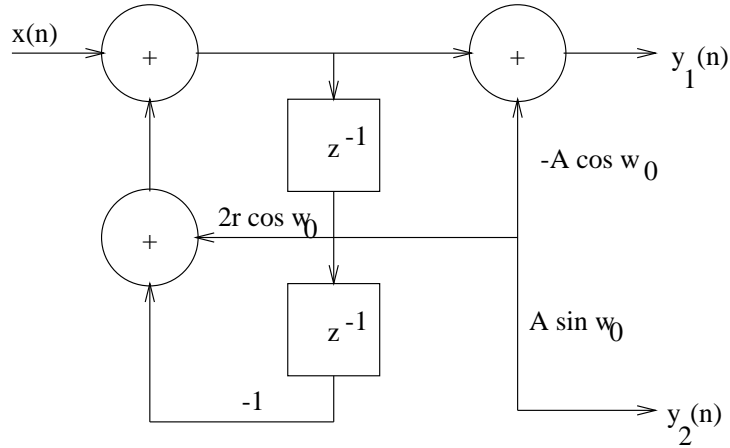 x(n)
+
+
y1(n)
z-1
-A cos w0
2r cos w0
+
z-1
A sin w0
-1
y2(n)